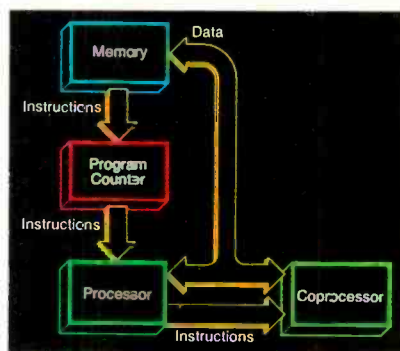 Data
Memory
Instructions
Program
Counter
Instructions
Processor
Coprocessor
Instructions